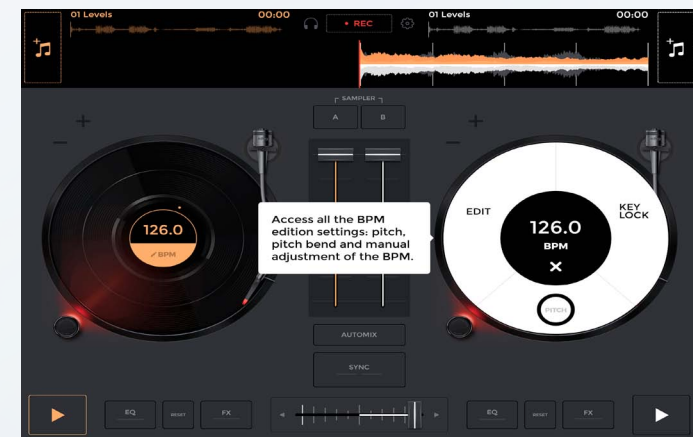 01 Levels 00:00
REC
01 Levels 00:00
SAMPLER
A B
126.0
BPM
Access all the BPM
edition settings: pitch,
pitch bend and manual
adjustment of the BPM.
EDIT
KEY
LOCK
126.0
BPM
PITCH
AUTOMIX
SYNC
EQ RESET FX
EQ RESET FX